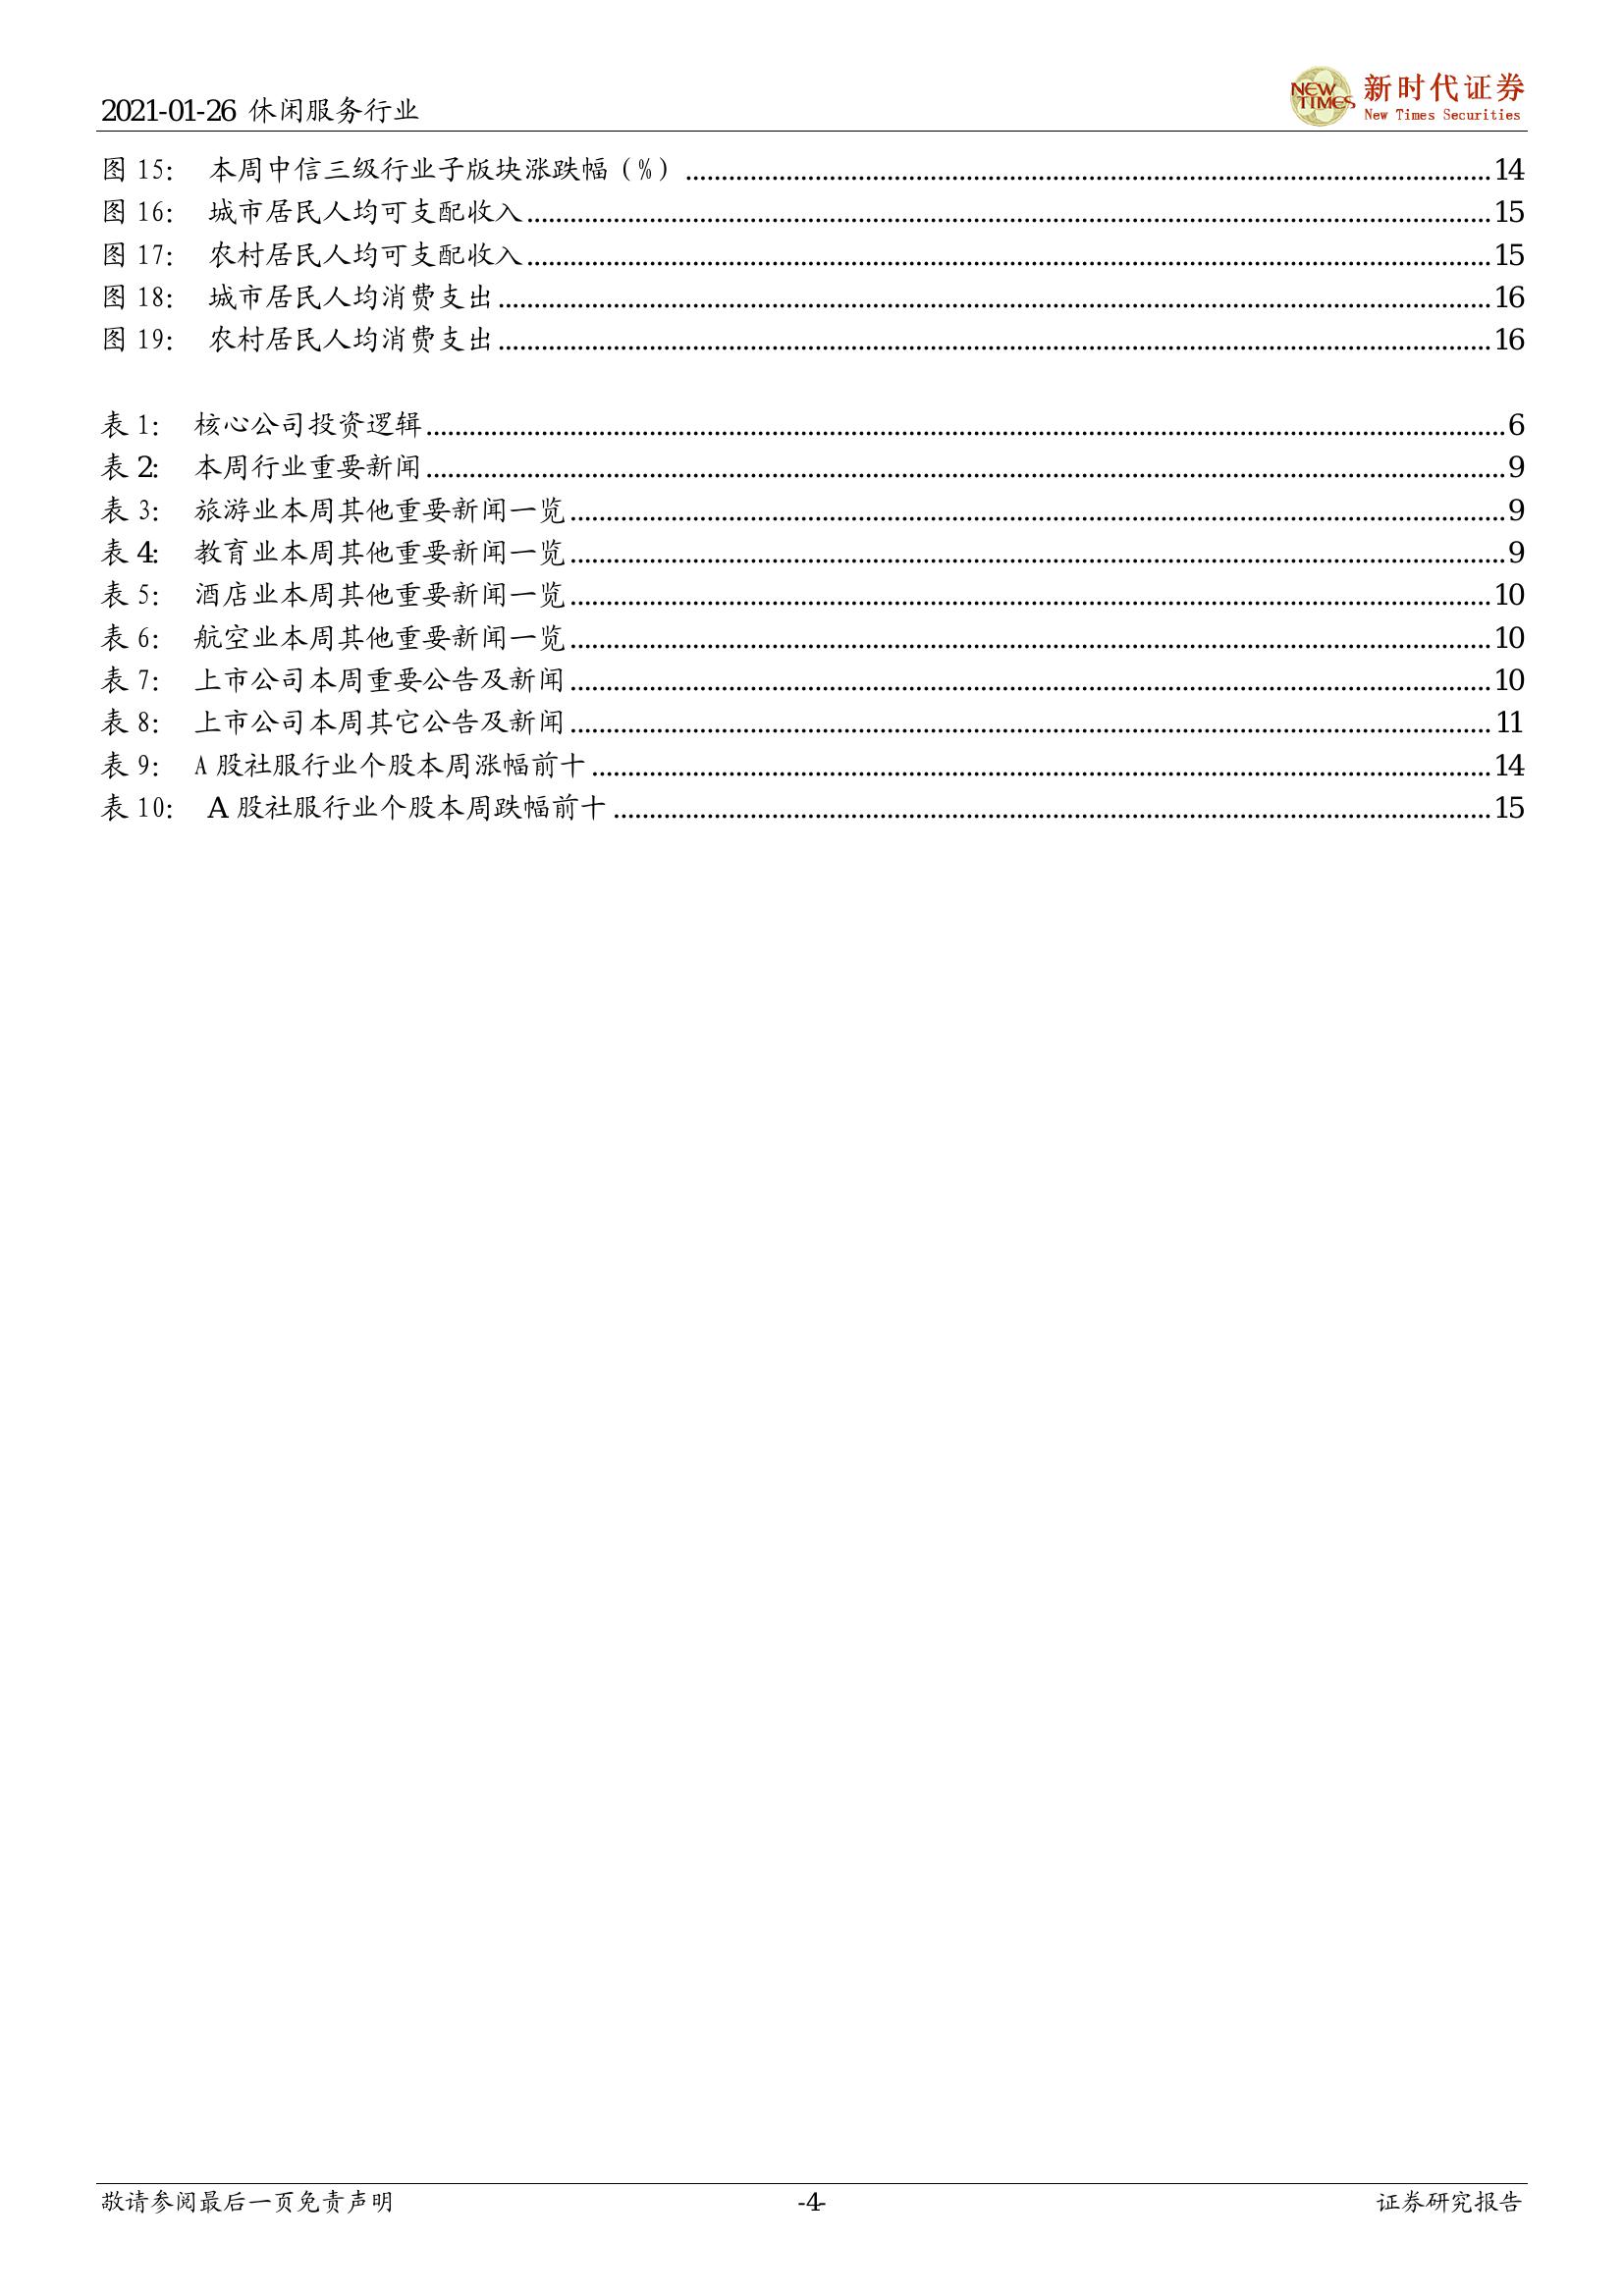 2021-01-26 休闲服务行业
NEW TIMES 新时代证券
New Times Securities
图 15: 本周中信三级行业子版块涨跌幅（%）......14
图 16: 城市居民人均可支配收入......15
图 17: 农村居民人均可支配收入......15
图 18: 城市居民人均消费支出......16
图 19: 农村居民人均消费支出......16
表 1: 核心公司投资逻辑......6
表 2: 本周行业重要新闻......9
表 3: 旅游业本周其他重要新闻一览......9
表 4: 教育业本周其他重要新闻一览......9
表 5: 酒店业本周其他重要新闻一览......10
表 6: 航空业本周其他重要新闻一览......10
表 7: 上市公司本周重要公告及新闻......10
表 8: 上市公司本周其它公告及新闻......11
表 9: A 股社服行业个股本周涨幅前十......14
表 10: A 股社服行业个股本周跌幅前十......15
敬请参阅最后一页免责声明 -4- 证券研究报告